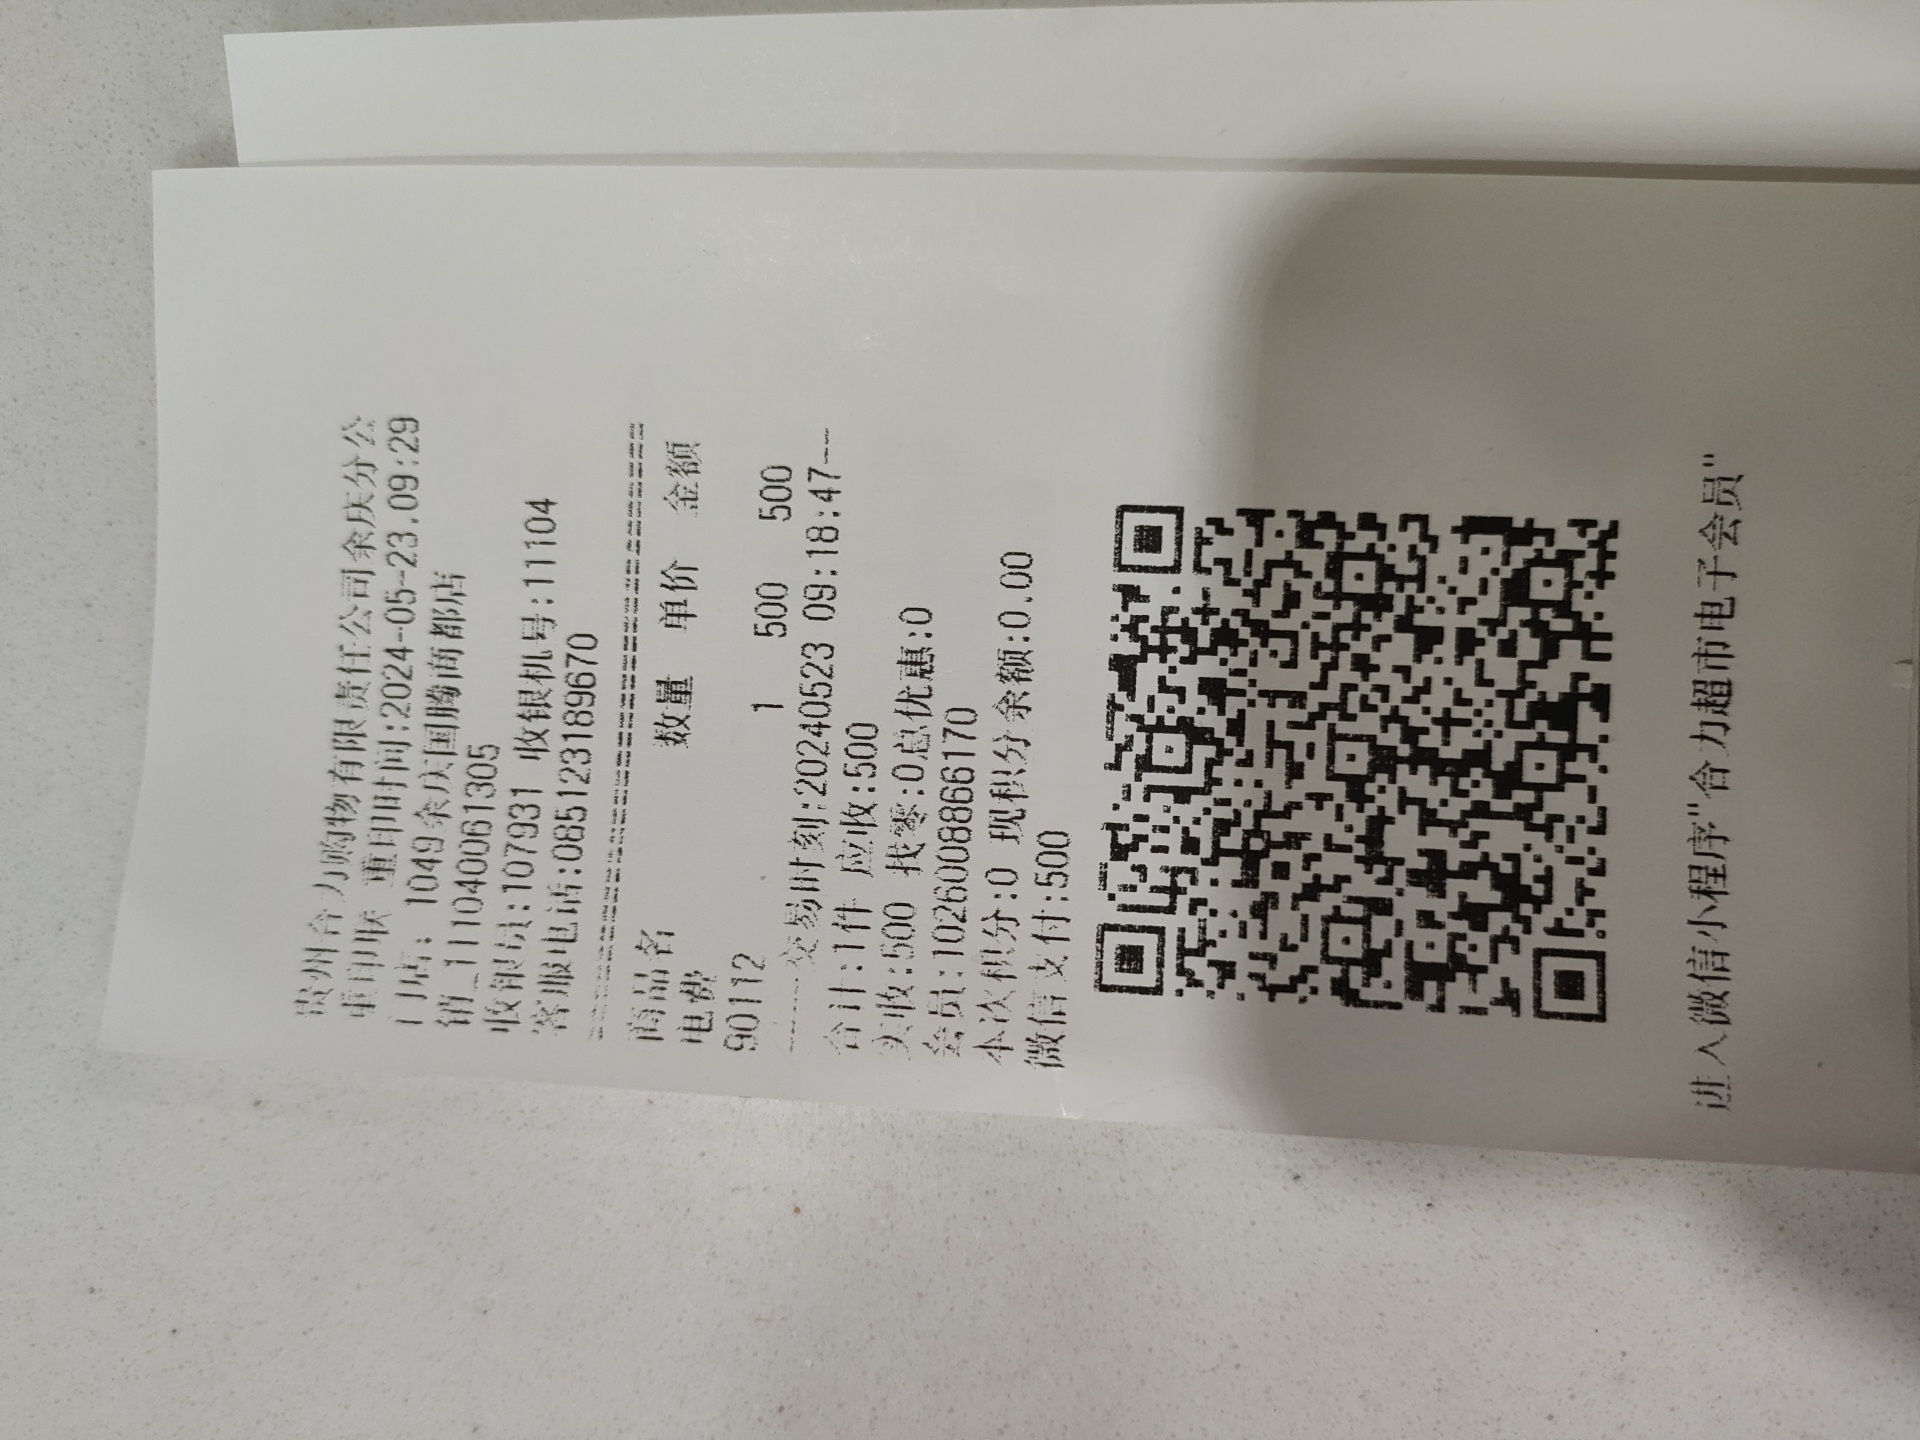 贵州合力购物有限责任公司余庆分公
重印联 重印时间:2024-05-23.09:29
门店: 1049余庆国腾商都店
销_111040061305
收银员:107931 收银机号:11104
客服电话:085123189670
商品名 数量 单价 金额
电费
90112 1 500 500
----交易时刻:20240523 09:18:47--
合计:1件 应收:500
实收:500 找零:0总优惠:0
会员:1026008866170
本次积分:0 现积分余额:0.00
微信支付:500
进入微信小程序"合力超市电子会员"